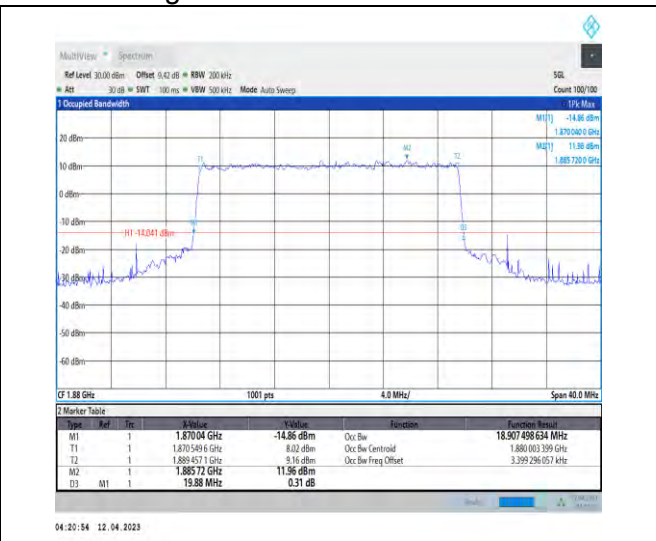 MultiView Spectrum
Ref Level 30.00 dBm Offset 9.42 dB RBW 200 kHz SGL
Att 30 dB SWT 100 ms VBW 500 kHz Mode Auto Sweep Count 100/100
1 Occupied Bandwidth 1Pk Max
M1[1] -14.86 dBm
1.870040 0 GHz
M2[1] 11.96 dBm
1.885720 0 GHz
20 dBm
M2
T1 T2
10 dBm
0 dBm
-10 dBm
H1 -14.041 dBm
-20 dBm
-30 dBm
-40 dBm
-50 dBm
-60 dBm
CF 1.88 GHz 1001 pts 4.0 MHz/ Span 40.0 MHz
2 Marker Table
Type Ref Trc X-Value Y-Value Function Function Result
M1 1 1.87004 GHz -14.86 dBm Occ Bw 18.907 498 634 MHz
T1 1 1.870 549 6 GHz 8.02 dBm Occ Bw Centroid 1.880 003 399 GHz
T2 1 1.889 457 1 GHz 9.16 dBm Occ Bw Freq Offset 3.399 296 057 kHz
M2 1 1.885 72 GHz 11.96 dBm
D3 M1 1 19.88 MHz 0.31 dB
04:20:54 12.04.2023